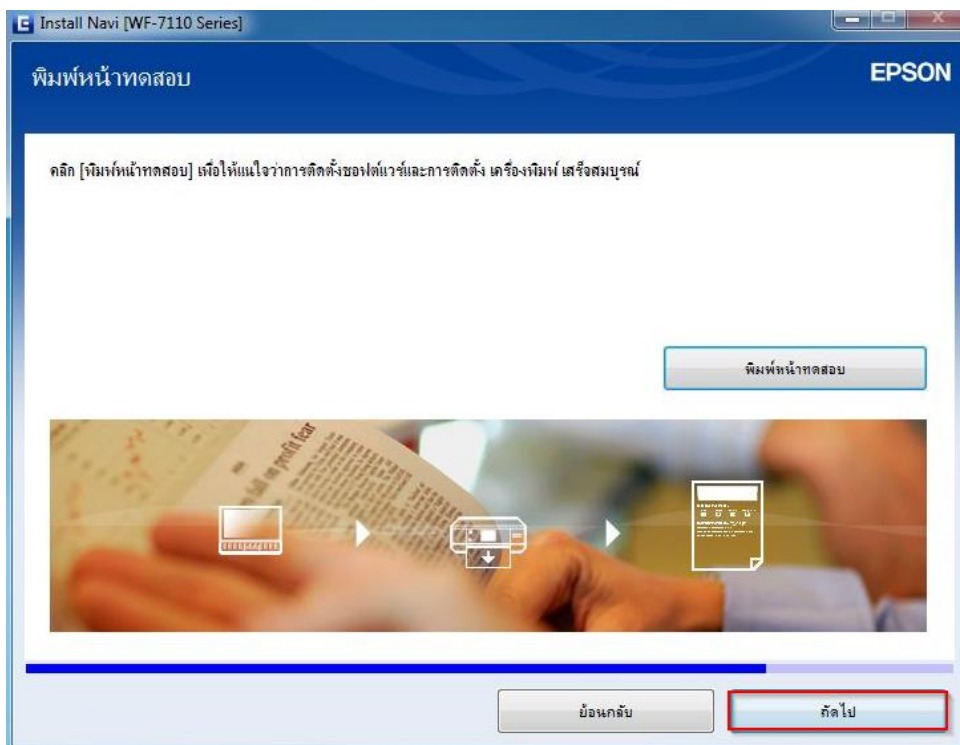 Install Navi [WF-7110 Series]
พิมพ์หน้าทดสอบ
EPSON
คลิก [พิมพ์หน้าทดสอบ] เพื่อให้แน่ใจว่าการติดตั้งซอฟต์แวร์และการติดตั้ง เครื่องพิมพ์ เสร็จสมบูรณ์
พิมพ์หน้าทดสอบ
fall on profit fear
ย้อนกลับ
ถัดไป